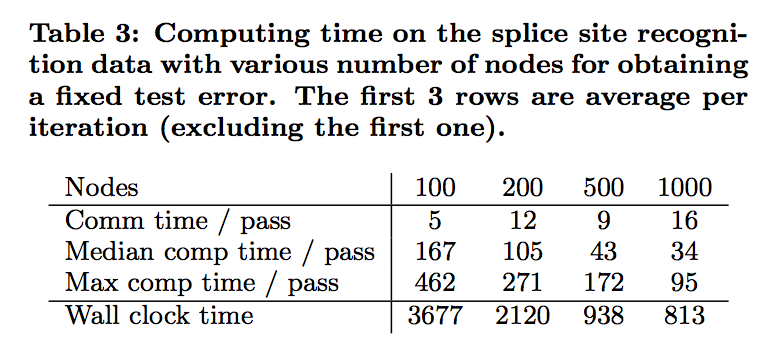 Table 3: Computing time on the splice site recogni-
tion data with various number of nodes for obtaining
a fixed test error. The first 3 rows are average per
iteration (excluding the first one).
Nodes 100 200 500 1000
Comm time / pass 5 12 9 16
Median comp time / pass 167 105 43 34
Max comp time / pass 462 271 172 95
Wall clock time 3677 2120 938 813